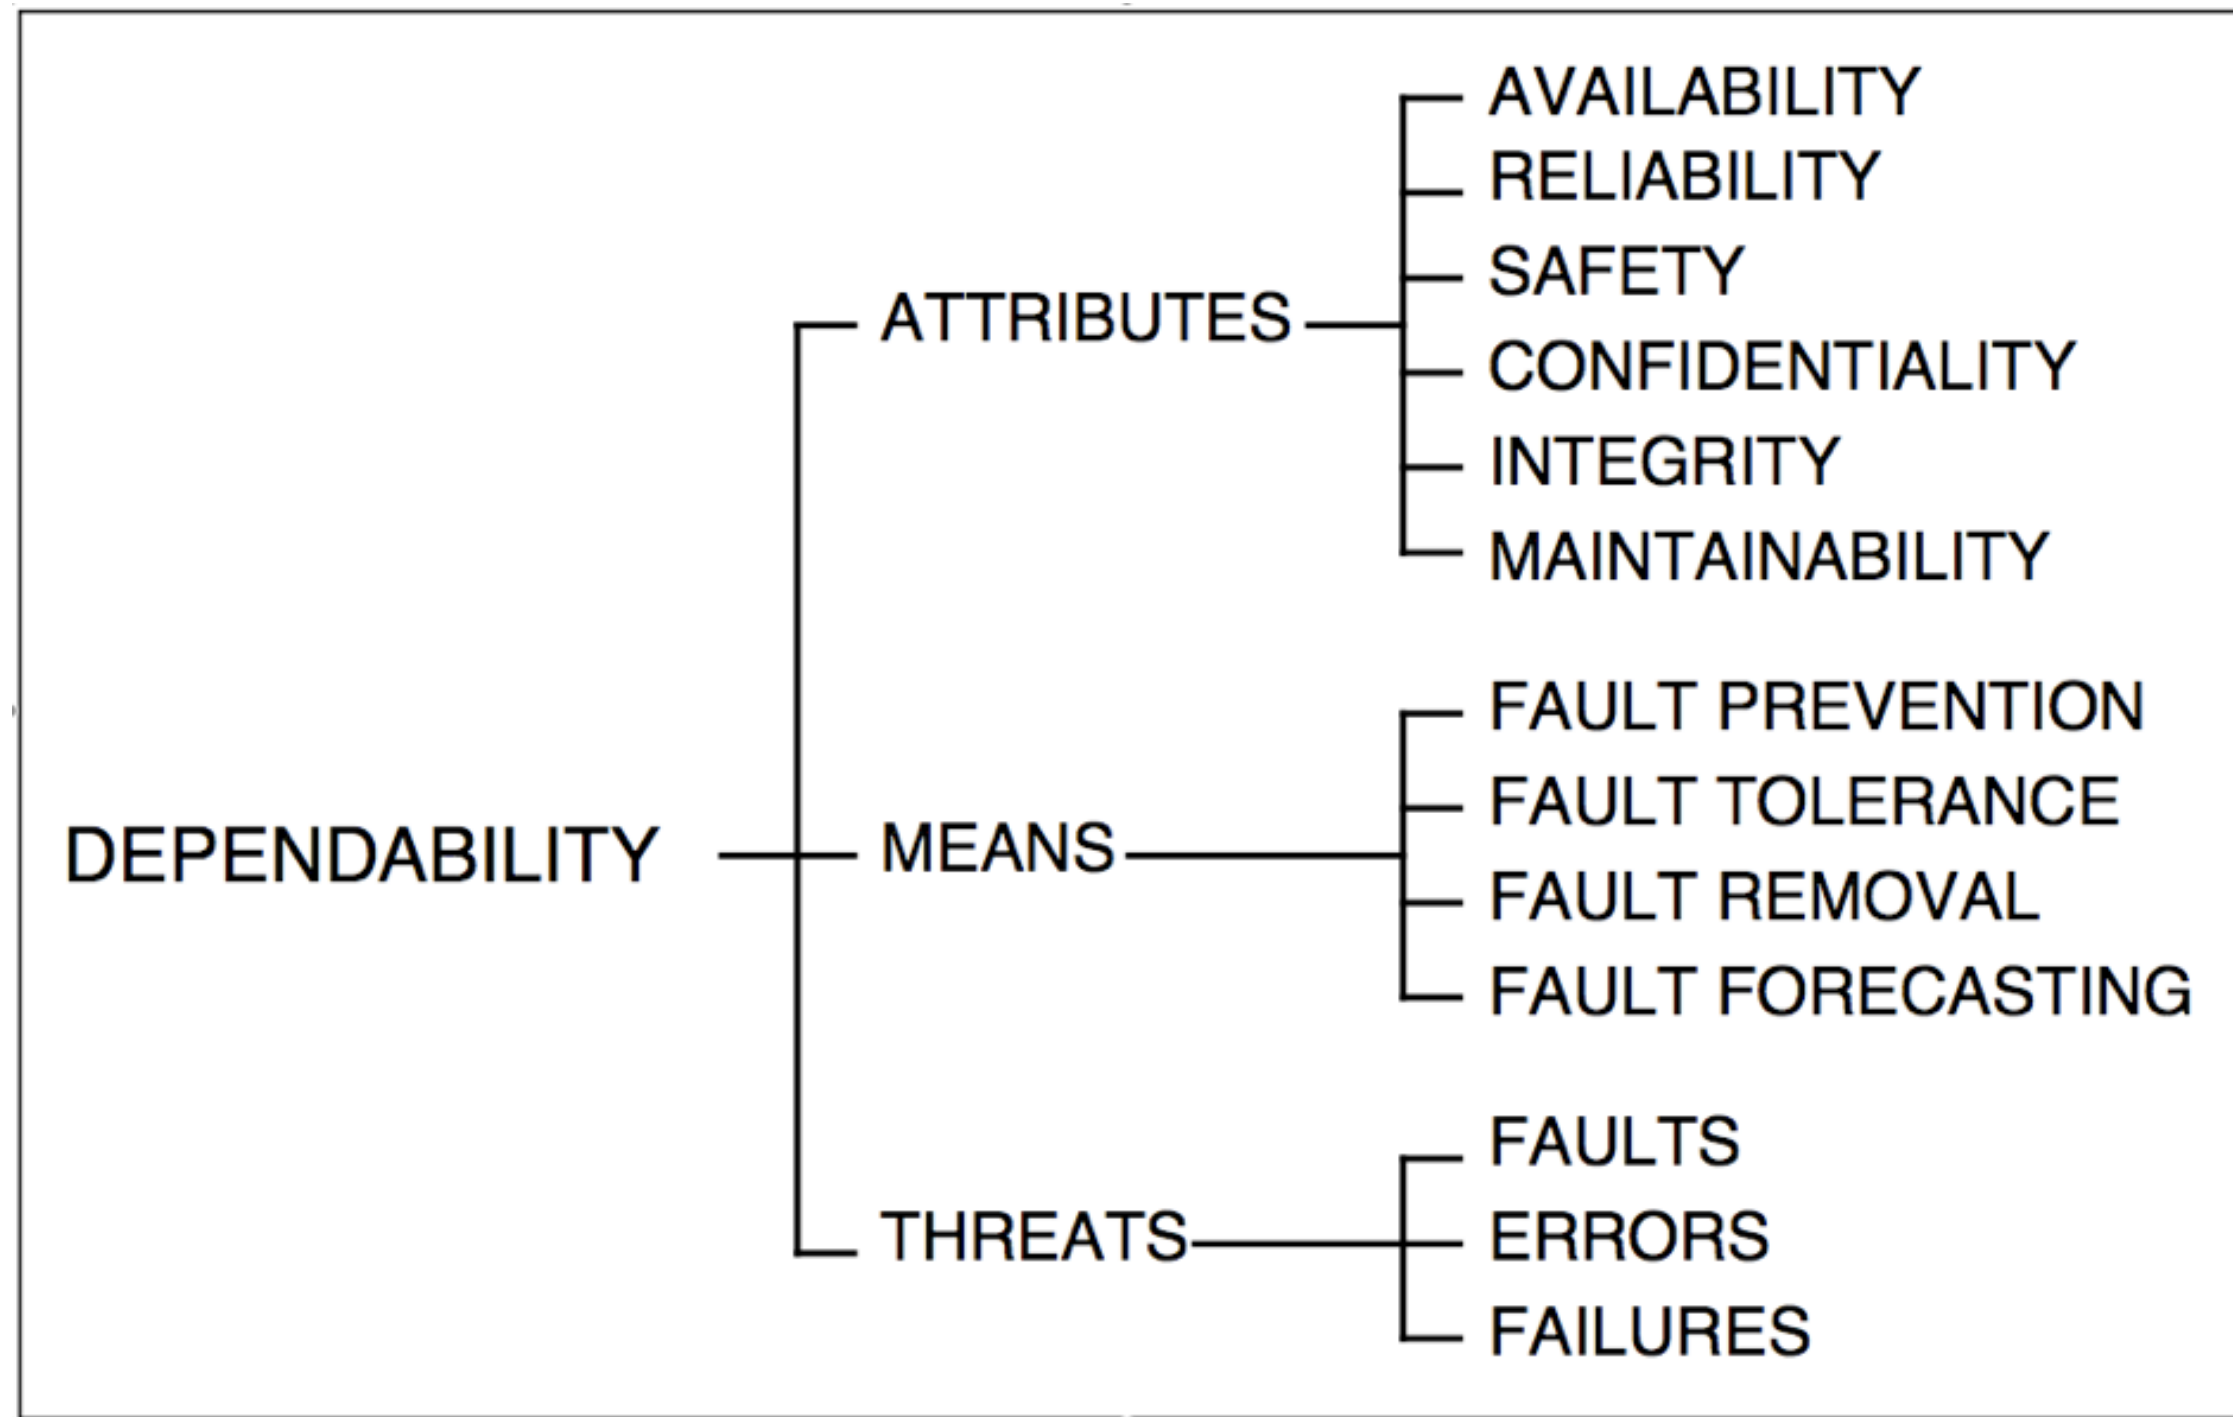 DEPENDABILITY
ATTRIBUTES
AVAILABILITY
RELIABILITY
SAFETY
CONFIDENTIALITY
INTEGRITY
MAINTAINABILITY
MEANS
FAULT PREVENTION
FAULT TOLERANCE
FAULT REMOVAL
FAULT FORECASTING
THREATS
FAULTS
ERRORS
FAILURES